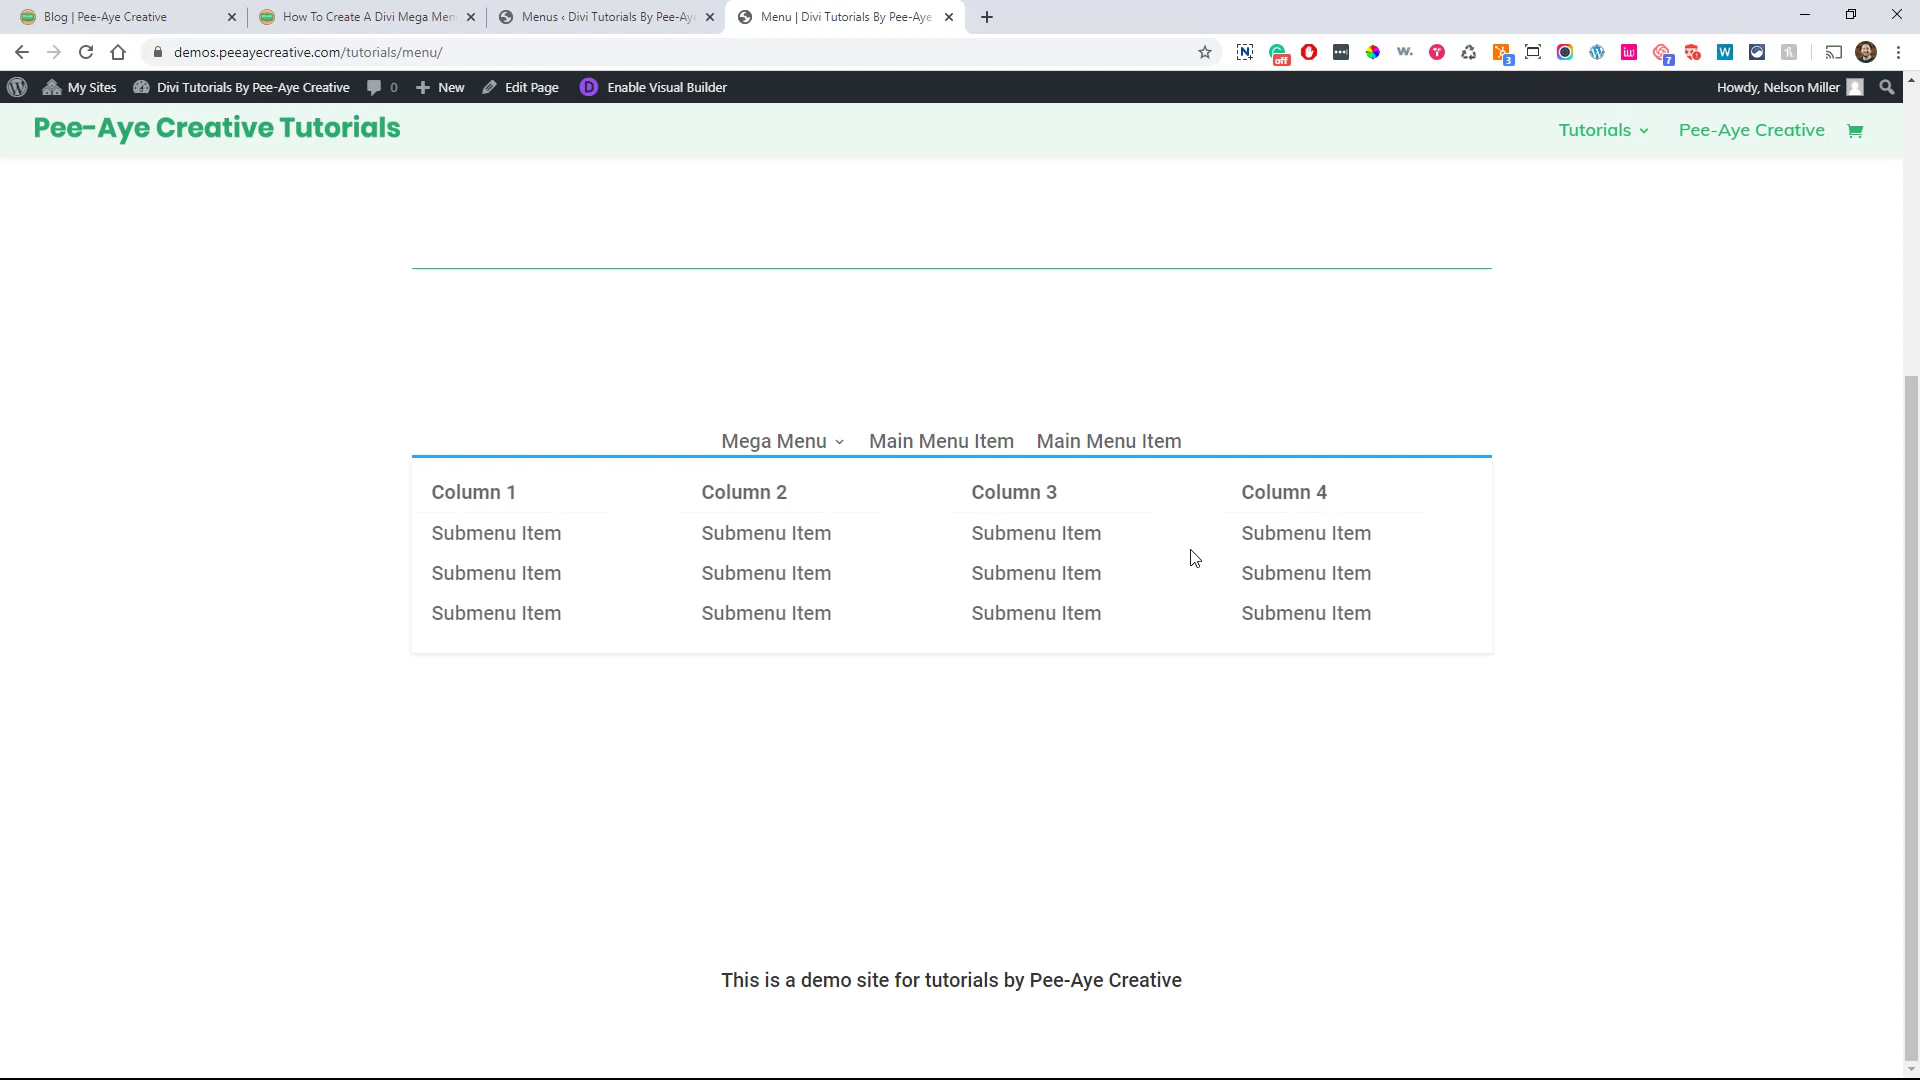 Blog | Pee-Aye Creative
How To Create A Divi Mega Men
Menus ‹ Divi Tutorials By Pee-Aye
Menu | Divi Tutorials By Pee-Aye
demos.peeayecreative.com/tutorials/menu/
off
3
7
My Sites
Divi Tutorials By Pee-Aye Creative
0
New
Edit Page
D
Enable Visual Builder
Howdy, Nelson Miller
Pee-Aye Creative Tutorials
Tutorials
Pee-Aye Creative
Mega Menu
Main Menu Item
Main Menu Item
Column 1
Column 2
Column 3
Column 4
Submenu Item
Submenu Item
Submenu Item
Submenu Item
Submenu Item
Submenu Item
Submenu Item
Submenu Item
Submenu Item
Submenu Item
Submenu Item
Submenu Item
This is a demo site for tutorials by Pee-Aye Creative